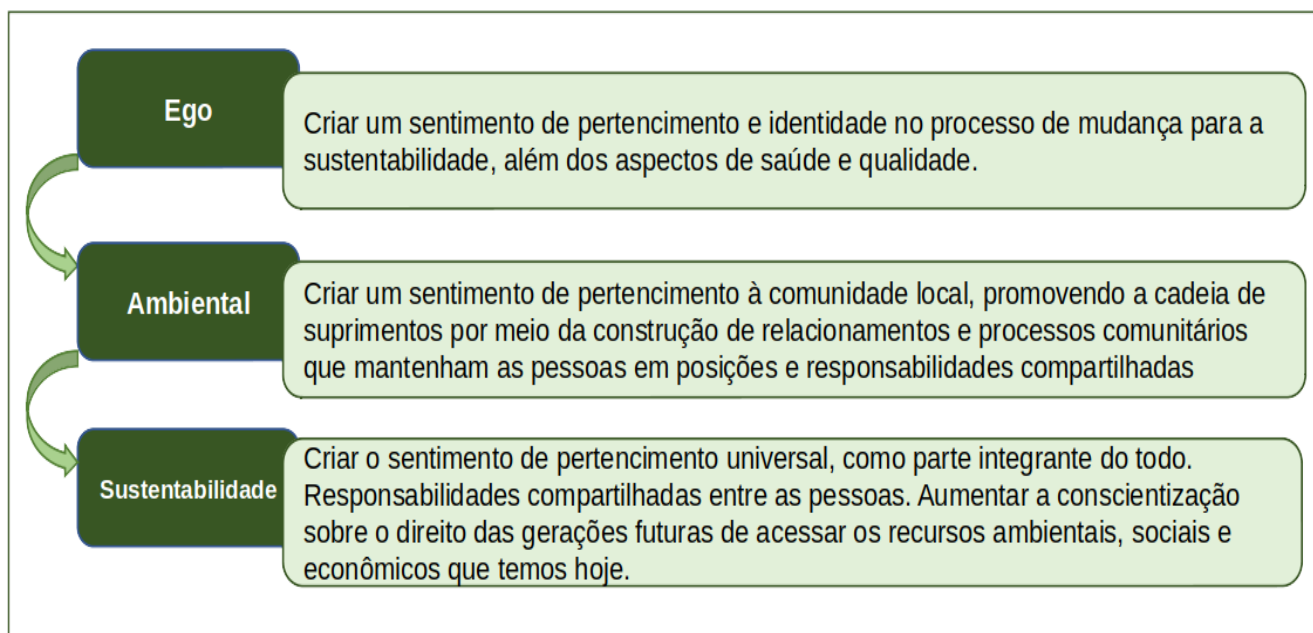 Ego
Criar um sentimento de pertencimento e identidade no processo de mudança para a
sustentabilidade, além dos aspectos de saúde e qualidade.
Ambiental
Criar um sentimento de pertencimento à comunidade local, promovendo a cadeia de
suprimentos por meio da construção de relacionamentos e processos comunitários
que mantenham as pessoas em posições e responsabilidades compartilhadas
Sustentabilidade
Criar o sentimento de pertencimento universal, como parte integrante do todo.
Responsabilidades compartilhadas entre as pessoas. Aumentar a conscientização
sobre o direito das gerações futuras de acessar os recursos ambientais, sociais e
econômicos que temos hoje.